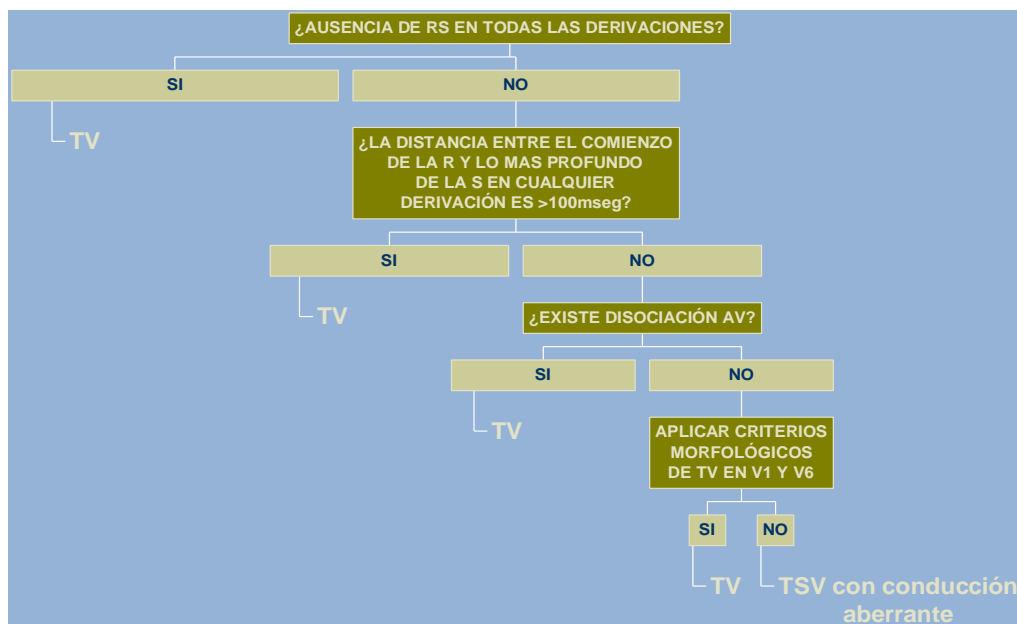 ¿AUSENCIA DE RS EN TODAS LAS DERIVACIONES?
SI
NO
TV
¿LA DISTANCIA ENTRE EL COMIENZO
DE LA R Y LO MAS PROFUNDO
DE LA S EN CUALQUIER
DERIVACIÓN ES >100mseg?
SI
NO
TV
¿EXISTE DISOCIACIÓN AV?
SI
NO
TV
APLICAR CRITERIOS
MORFOLÓGICOS
DE TV EN V1 Y V6
SI
NO
TV
TSV con conducción
aberrante